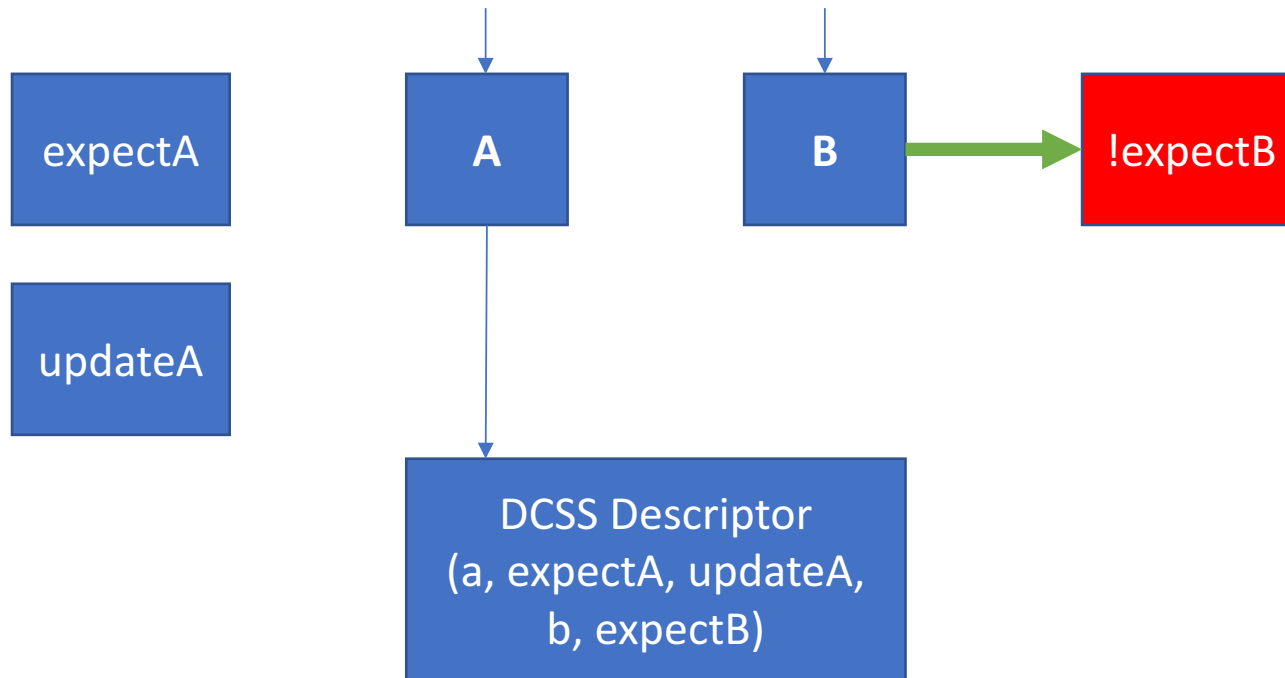 expectA
A
B
!expectB
updateA
DCSS Descriptor
(a, expectA, updateA,
b, expectB)